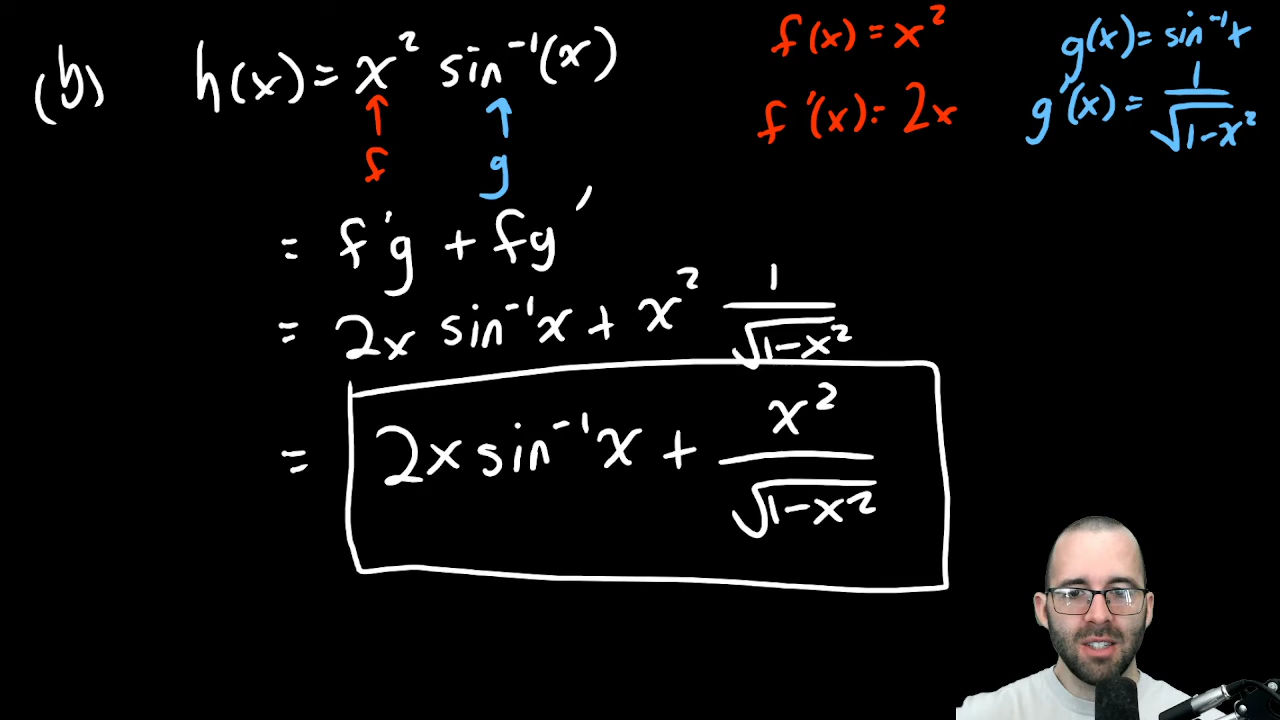 (b) h(x) = x² sin⁻¹(x)
f g
f(x) = x²
f'(x) = 2x
g(x) = sin⁻¹x
g'(x) = 1/√(1-x²)
= f'g + fg'
= 2x sin⁻¹x + x² 1/√(1-x²)
= 2x sin⁻¹x + x²/√(1-x²)